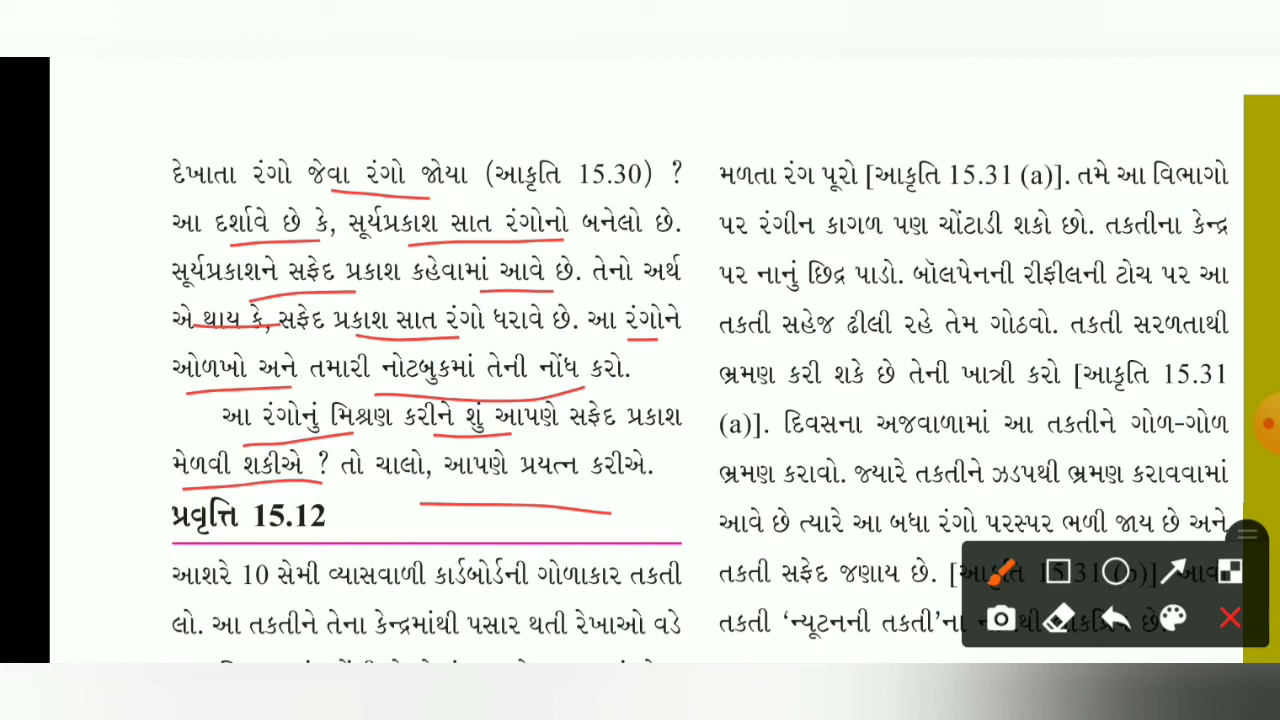 દેખાતા રંગો જેવા રંગો જોયા (આકૃતિ 15.30) ?
આ દર્શાવે છે કે, સૂર્યપ્રકાશ સાત રંગોનો બનેલો છે.
સૂર્યપ્રકાશને સફેદ પ્રકાશ કહેવામાં આવે છે. તેનો અર્થ
એ થાય કે, સફેદ પ્રકાશ સાત રંગો ધરાવે છે. આ રંગોને
ઓળખો અને તમારી નોટબુકમાં તેની નોંધ કરો.
આ રંગોનું મિશ્રણ કરીને શું આપણે સફેદ પ્રકાશ
મેળવી શકીએ ? તો ચાલો, આપણે પ્રયત્ન કરીએ.
પ્રવૃત્તિ 15.12
આશરે 10 સેમી વ્યાસવાળી કાર્ડબોર્ડની ગોળાકાર તકતી
લો. આ તકતીને તેના કેન્દ્રમાંથી પસાર થતી રેખાઓ વડે
મળતા રંગ પૂરો [આકૃતિ 15.31 (a)]. તમે આ વિભાગો
પર રંગીન કાગળ પણ ચોંટાડી શકો છો. તકતીના કેન્દ્ર
પર નાનું છિદ્ર પાડો. બૉલપેનની રીફીલની ટોચ પર આ
તકતી સહેજ ઢીલી રહે તેમ ગોઠવો. તકતી સરળતાથી
ભ્રમણ કરી શકે છે તેની ખાત્રી કરો [આકૃતિ 15.31
(a)]. દિવસના અજવાળામાં આ તકતીને ગોળ-ગોળ
ભ્રમણ કરાવો. જ્યારે તકતીને ઝડપથી ભ્રમણ કરાવવામાં
આવે છે ત્યારે આ બધા રંગો પરસ્પર ભળી જાય છે અને
તકતી સફેદ જણાય છે. [આકૃતિ 15.31 (b)]
તકતી ‘ન્યૂટનની તકતી’ના